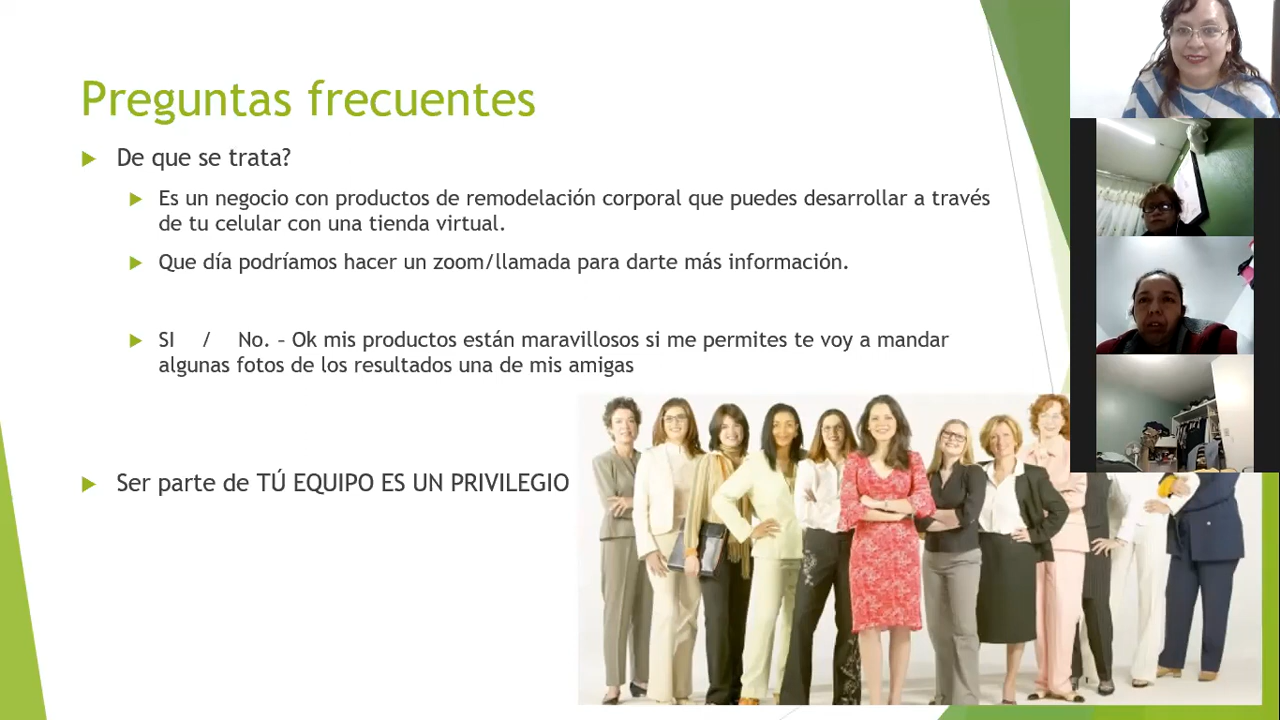 Preguntas frecuentes
De que se trata?
Es un negocio con productos de remodelación corporal que puedes desarrollar a través
de tu celular con una tienda virtual.
Que día podríamos hacer un zoom/llamada para darte más información.
SI / No. – Ok mis productos están maravillosos si me permites te voy a mandar
algunas fotos de los resultados una de mis amigas
Ser parte de TÚ EQUIPO ES UN PRIVILEGIO